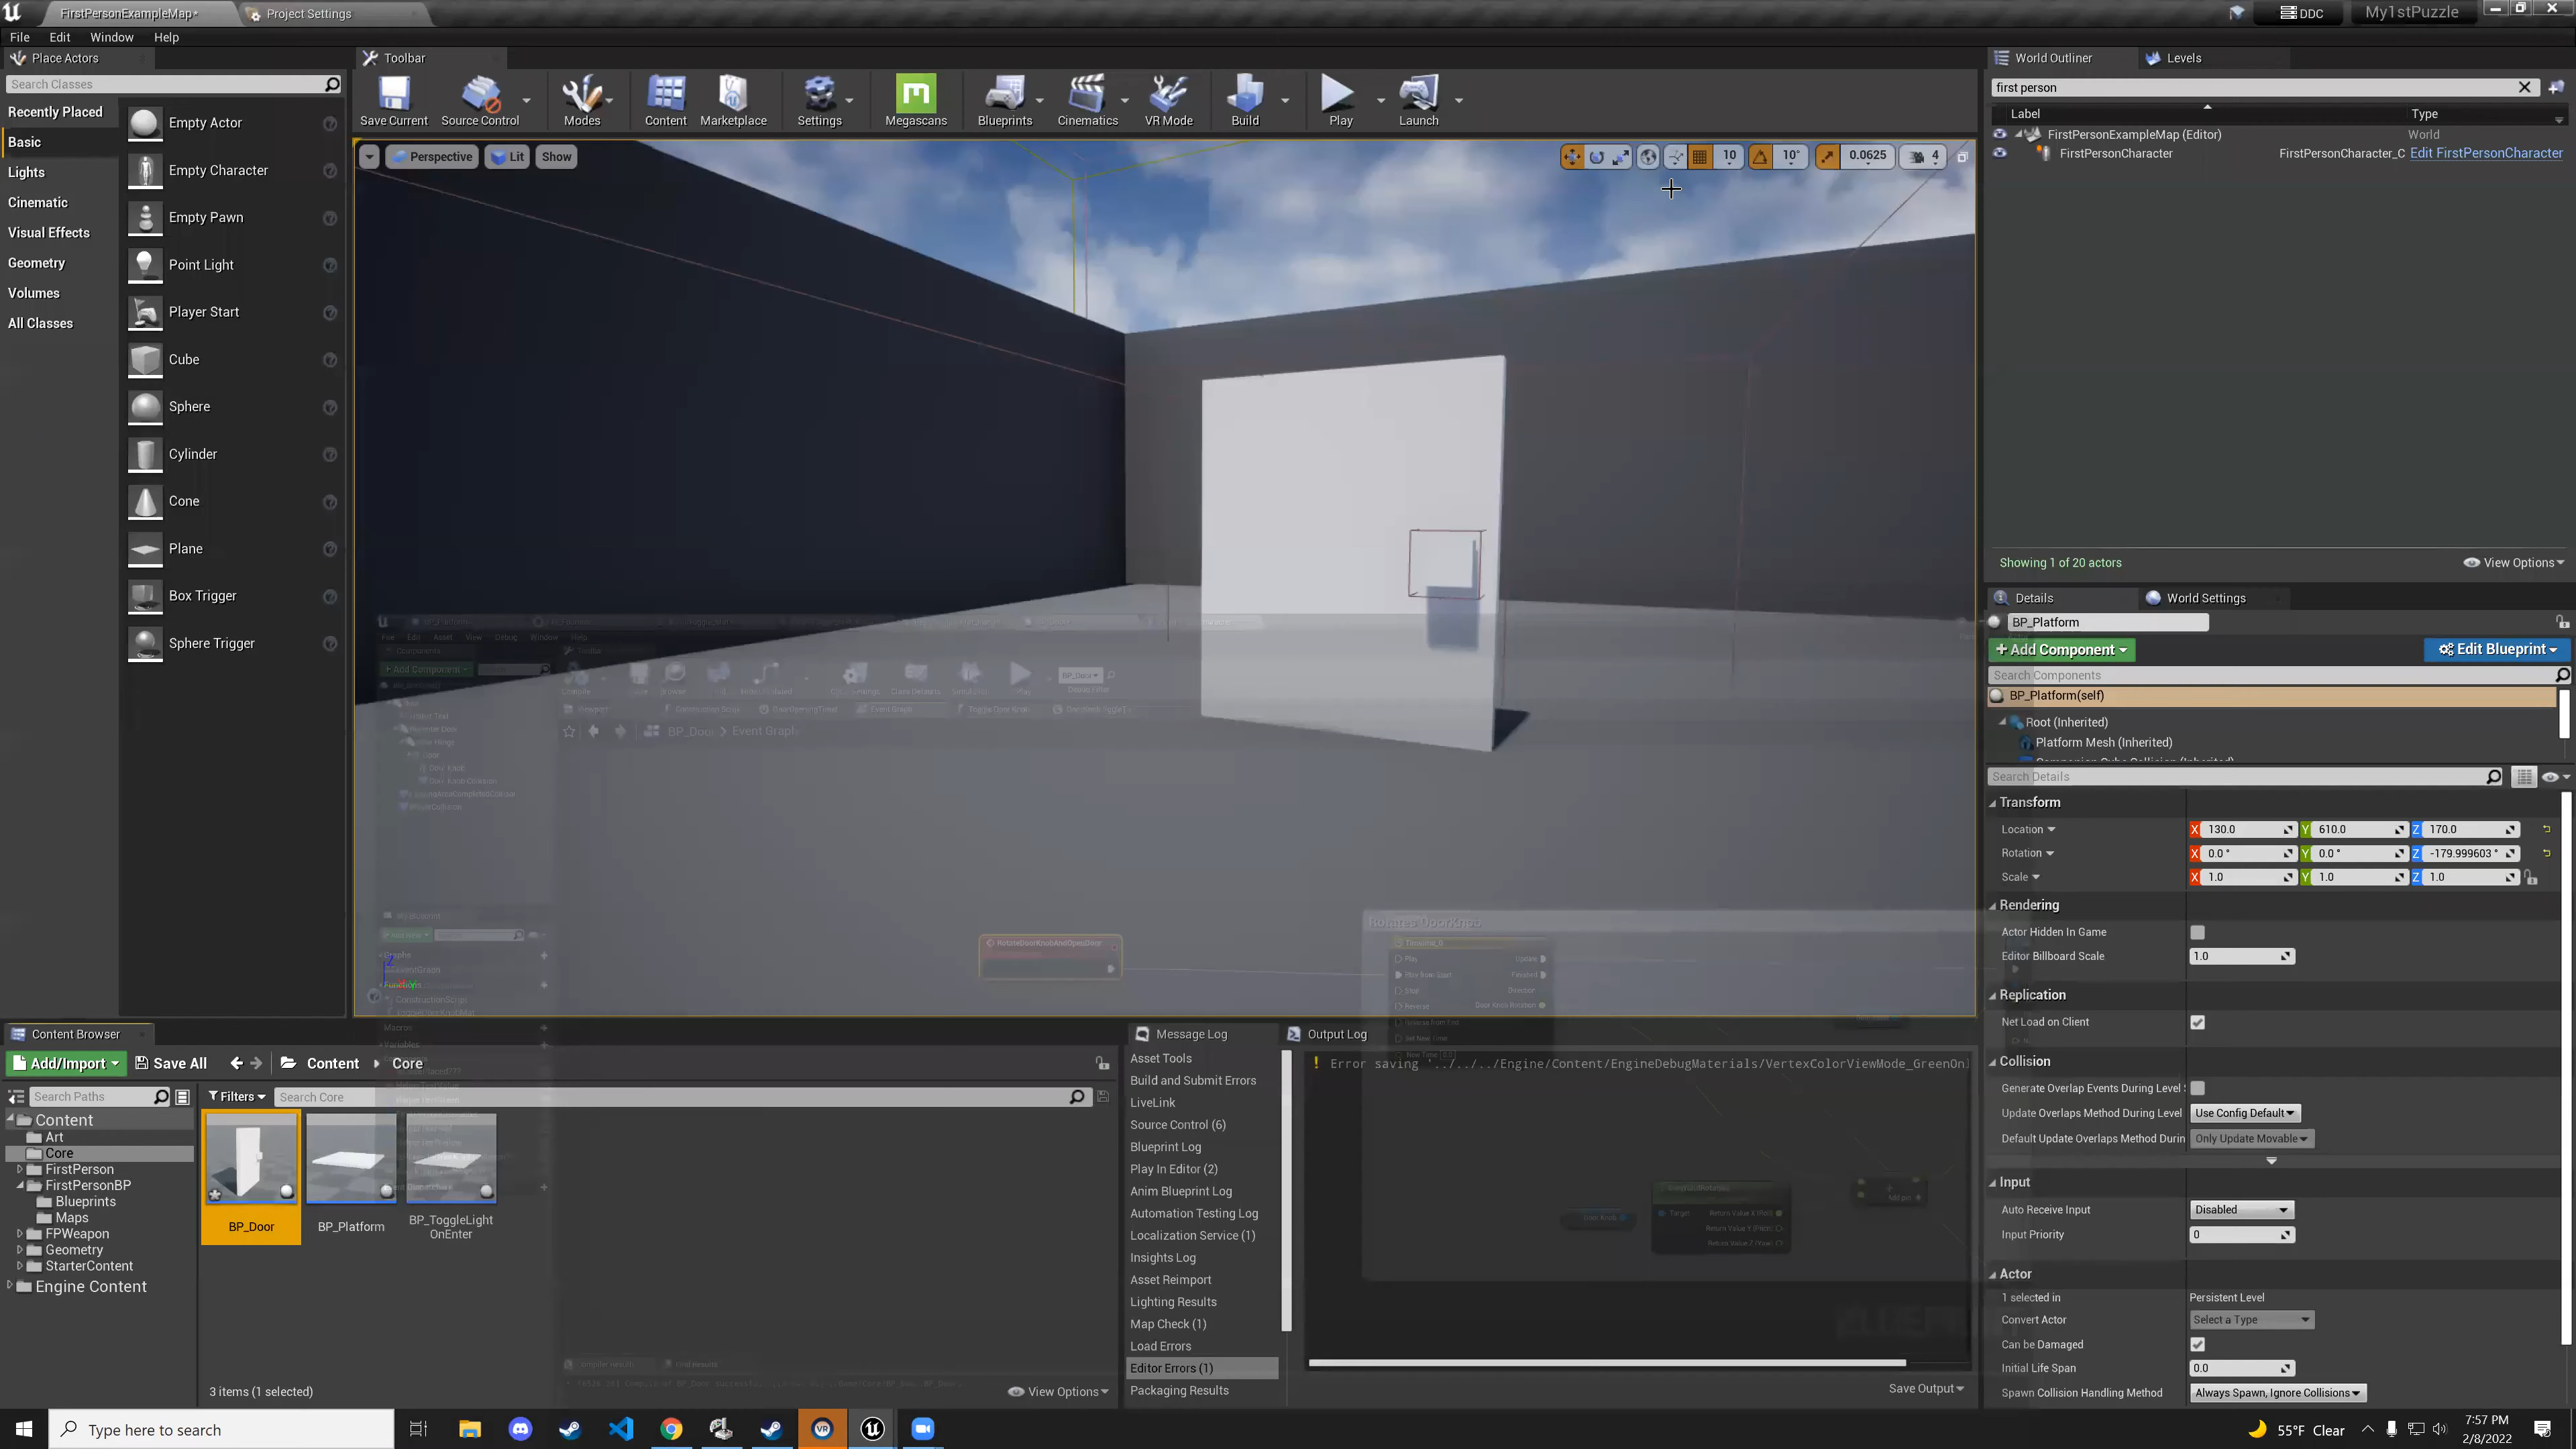 FirstPersonExampleMap*
Project Settings
DDC
My1stPuzzle
File Edit Window Help
Place Actors
Search Classes
Recently Placed
Basic
Lights
Cinematic
Visual Effects
Geometry
Volumes
All Classes
Empty Actor
Empty Character
Empty Pawn
Point Light
Player Start
Cube
Sphere
Cylinder
Cone
Plane
Box Trigger
Sphere Trigger
Toolbar
Save Current
Source Control
Modes
Content
Marketplace
Settings
Megascans
Blueprints
Cinematics
VR Mode
Build
Play
Launch
Perspective
Lit
Show
10
10°
0.0625
4
BP_Door > Event Graph
RotateDoorKnobAndOpenDoor
Rotates DoorKnob
World Outliner
Levels
first person
Label
Type
FirstPersonExampleMap (Editor)
World
FirstPersonCharacter
FirstPersonCharacter_C
Edit FirstPersonCharacter
Showing 1 of 20 actors
View Options
Details
World Settings
BP_Platform
+ Add Component
Edit Blueprint
Search Components
BP_Platform(self)
Root (Inherited)
Platform Mesh (Inherited)
Search Details
Transform
Location X 130.0 Y 610.0 Z 170.0
Rotation X 0.0 ° Y 0.0 ° Z -179.999603 °
Scale X 1.0 Y 1.0 Z 1.0
Rendering
Actor Hidden In Game
Editor Billboard Scale 1.0
Replication
Net Load on Client
Collision
Generate Overlap Events During Level
Update Overlaps Method During Level Use Config Default
Default Update Overlaps Method Durin Only Update Movable
Input
Auto Receive Input Disabled
Input Priority 0
Actor
1 selected in Persistent Level
Convert Actor Select a Type
Can be Damaged
Initial Life Span 0.0
Spawn Collision Handling Method Always Spawn, Ignore Collisions
Content Browser
Add/Import
Save All
Content
Core
Search Paths
Filters
Search Core
Content
Art
Core
FirstPerson
FirstPersonBP
Blueprints
Maps
FPWeapon
Geometry
StarterContent
Engine Content
BP_Door
BP_Platform
BP_ToggleLight
OnEnter
3 items (1 selected)
View Options
Message Log
Output Log
Asset Tools
Build and Submit Errors
LiveLink
Source Control (6)
Blueprint Log
Play In Editor (2)
Anim Blueprint Log
Automation Testing Log
Localization Service (1)
Insights Log
Asset Reimport
Lighting Results
Map Check (1)
Load Errors
Editor Errors (1)
Packaging Results
Error saving '../../../Engine/Content/EngineDebugMaterials/VertexColorViewMode_GreenOn
Save Output
Type here to search
55°F Clear
7:57 PM
2/8/2022